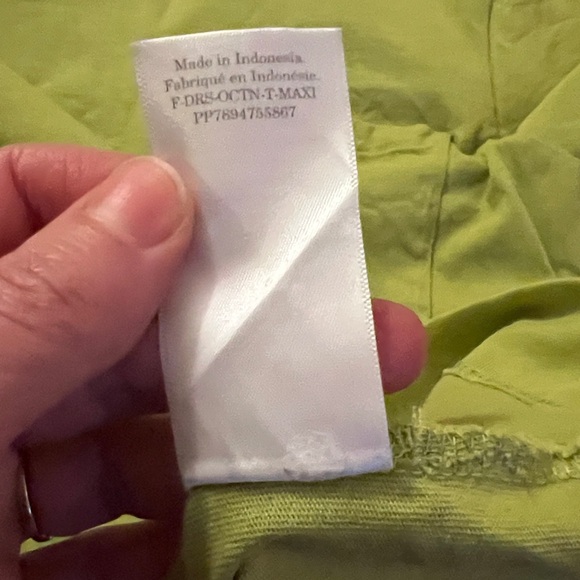 Made in Indonesia.
Fabriqué en Indonésie.
F-DRS-OCTN-T-MAXI
PP7894755867